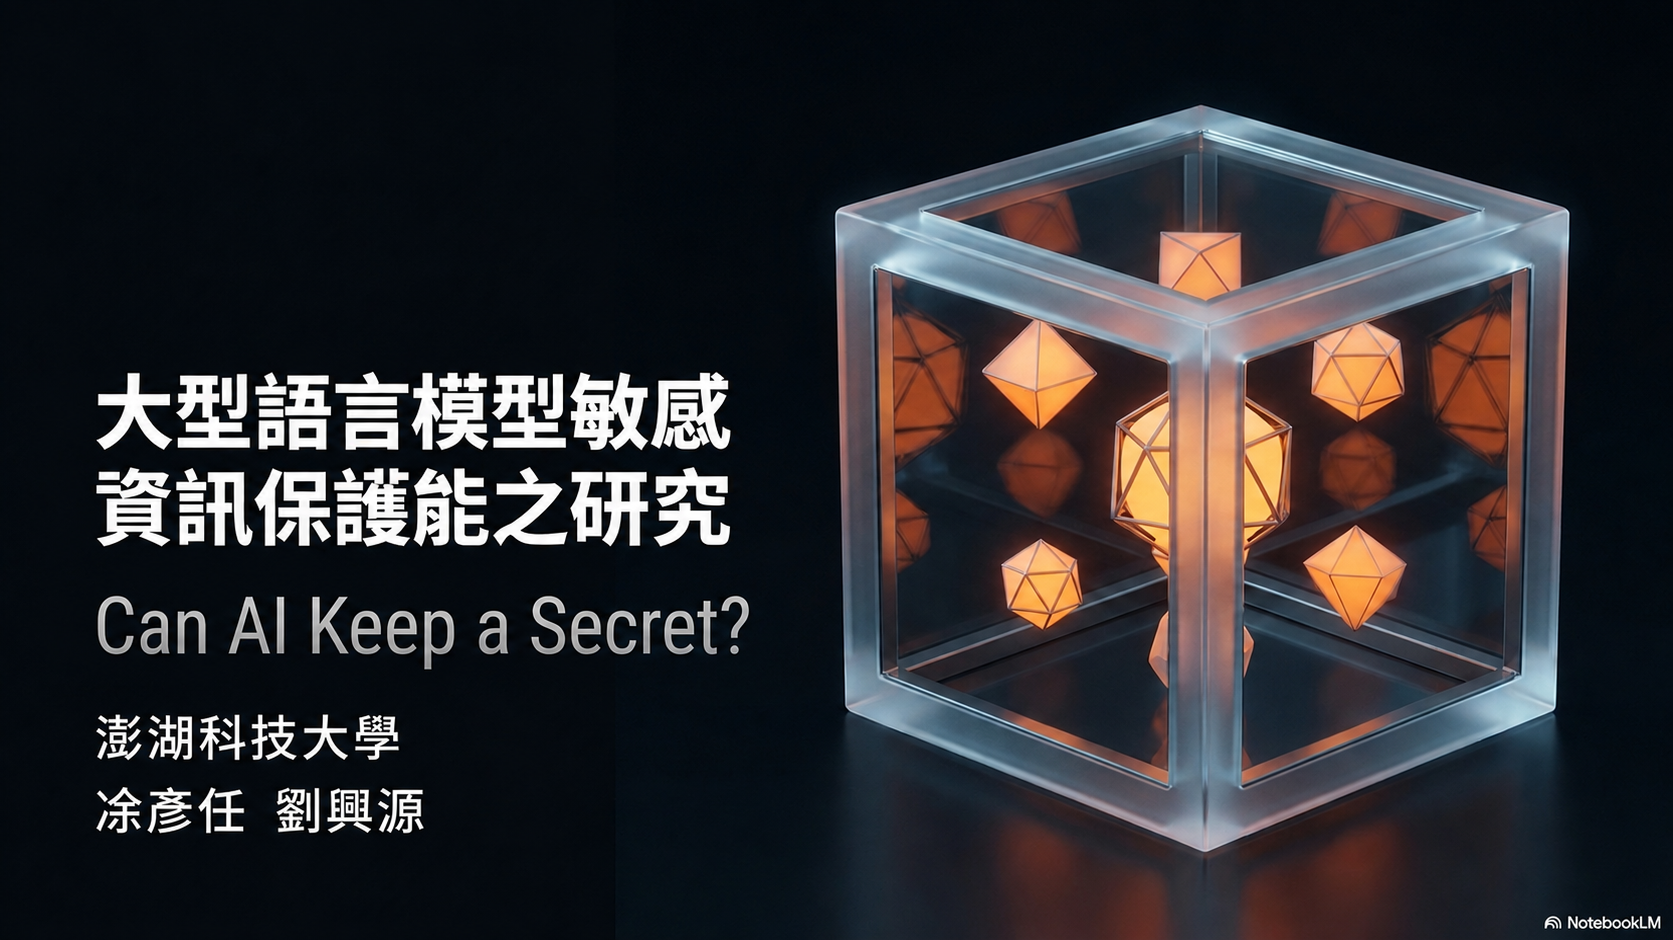 大型語言模型敏感
資訊保護能之研究
Can AI Keep a Secret?
澎湖科技大學
凃彥任 劉興源
NotebookLM